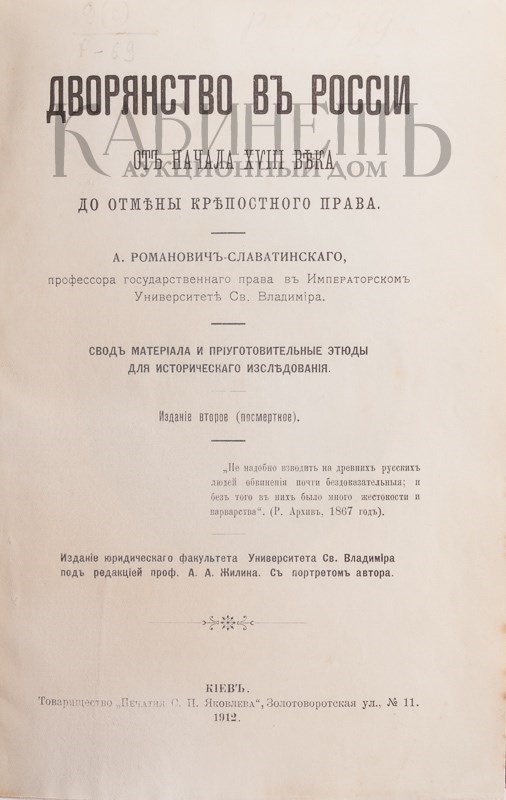 ДВОРЯНСТВО ВЪ РОССІИ
КАБИНЕТЪ
ОТЪ НАЧАЛА XVIII ВѢКА
АУКЦИОННЫЙ ДОМ
ДО ОТМѢНЫ КРѢПОСТНОГО ПРАВА.
А. РОМАНОВИЧЪ-СЛАВАТИНСКАГО,
профессора государственнаго права въ Императорскомъ
Университетѣ Св. Владиміра.
СВОДЪ МАТЕРІАЛА И ПРІУГОТОВИТЕЛЬНЫЕ ЭТЮДЫ
ДЛЯ ИСТОРИЧЕСКАГО ИЗСЛѢДОВАНІЯ.
Изданіе второе (посмертное).
„Не надобно взводить на древнихъ русскихъ
людей обвиненія почти бездоказательныя; и
безъ того въ нихъ было много жестокости и
варварства“. (Р. Архивъ, 1867 годъ).
Изданіе юридическаго факультета Университета Св. Владиміра
подъ редакціей проф. А. А. Жилина. Съ портретомъ автора.
КІЕВЪ.
Товарищество „Печатня С. П. Яковлева“, Золотоворотская ул., № 11.
1912.